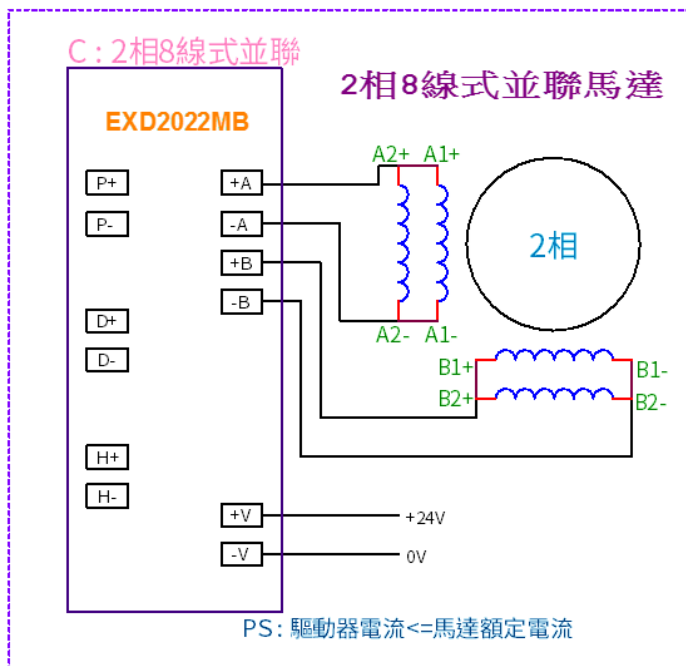 C : 2相8線式並聯
2相8線式並聯馬達
EXD2022MB
A2+ A1+
P+ +A
P- -A
2相
+B
-B
D+
A2- A1-
D-
B1+ B1-
B2+ B2-
H+
H-
+V +24V
-V 0V
PS : 驅動器電流<=馬達額定電流